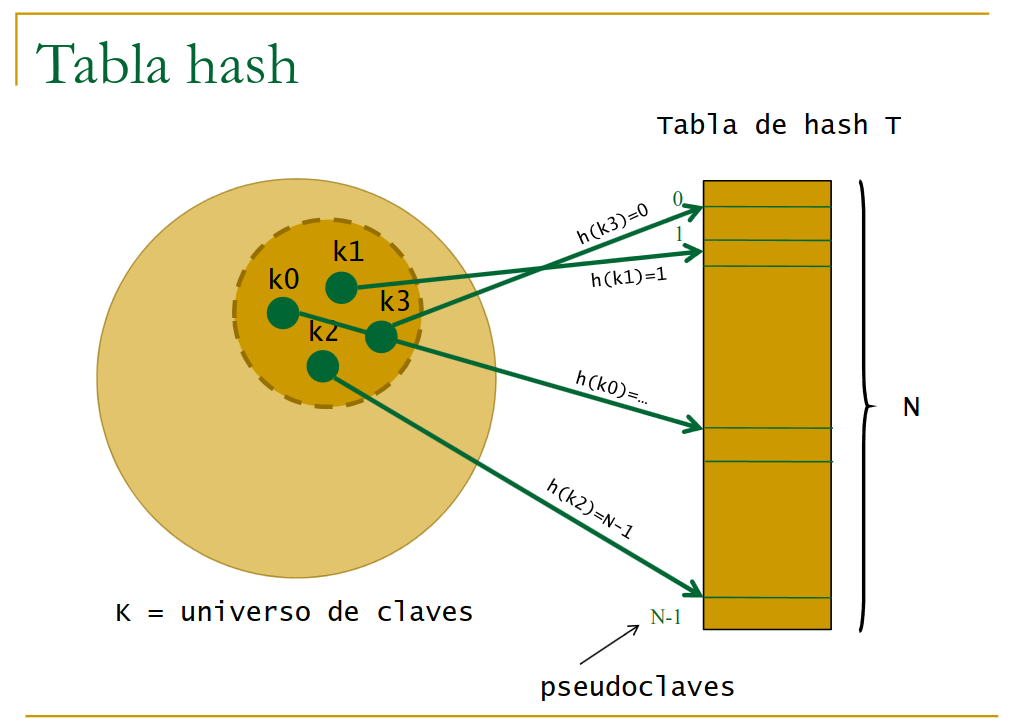 Tabla hash
Tabla de hash T
0
h(k3)=0
1
k1
h(k1)=1
k0
k3
k2
h(k0)=…
N
h(k2)=N-1
K = universo de claves
N-1
pseudoclaves